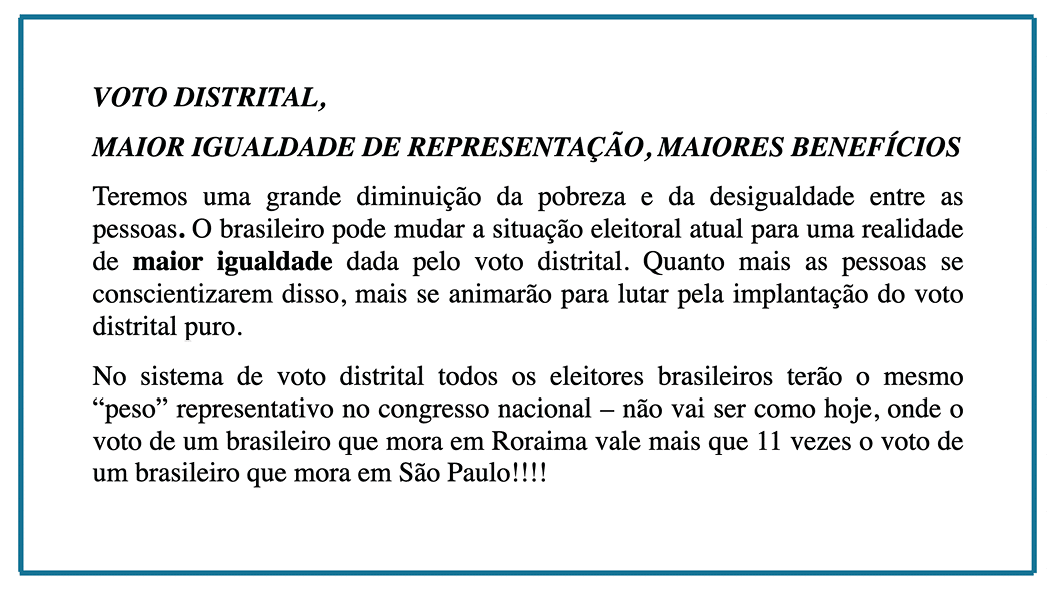 VOTO DISTRITAL,
MAIOR IGUALDADE DE REPRESENTAÇÃO, MAIORES BENEFÍCIOS
Teremos uma grande diminuição da pobreza e da desigualdade entre as
pessoas. O brasileiro pode mudar a situação eleitoral atual para uma realidade
de maior igualdade dada pelo voto distrital. Quanto mais as pessoas se
conscientizarem disso, mais se animarão para lutar pela implantação do voto
distrital puro.
No sistema de voto distrital todos os eleitores brasileiros terão o mesmo
“peso” representativo no congresso nacional – não vai ser como hoje, onde o
voto de um brasileiro que mora em Roraima vale mais que 11 vezes o voto de
um brasileiro que mora em São Paulo!!!!